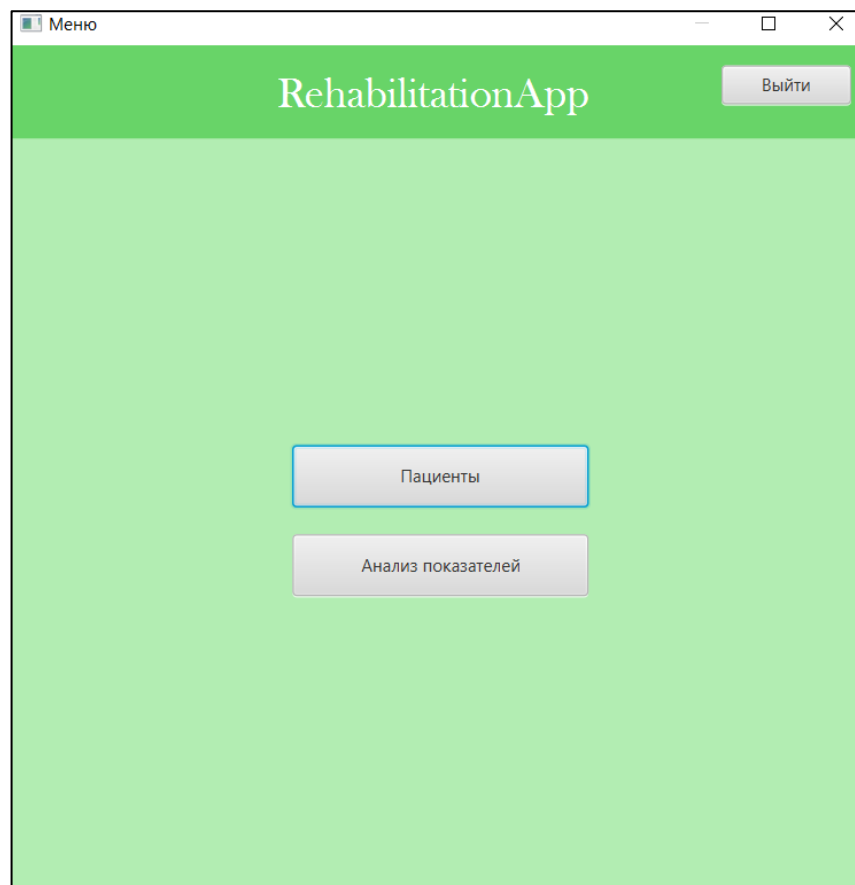 Меню
RehabilitationApp
Выйти
Пациенты
Анализ показателей